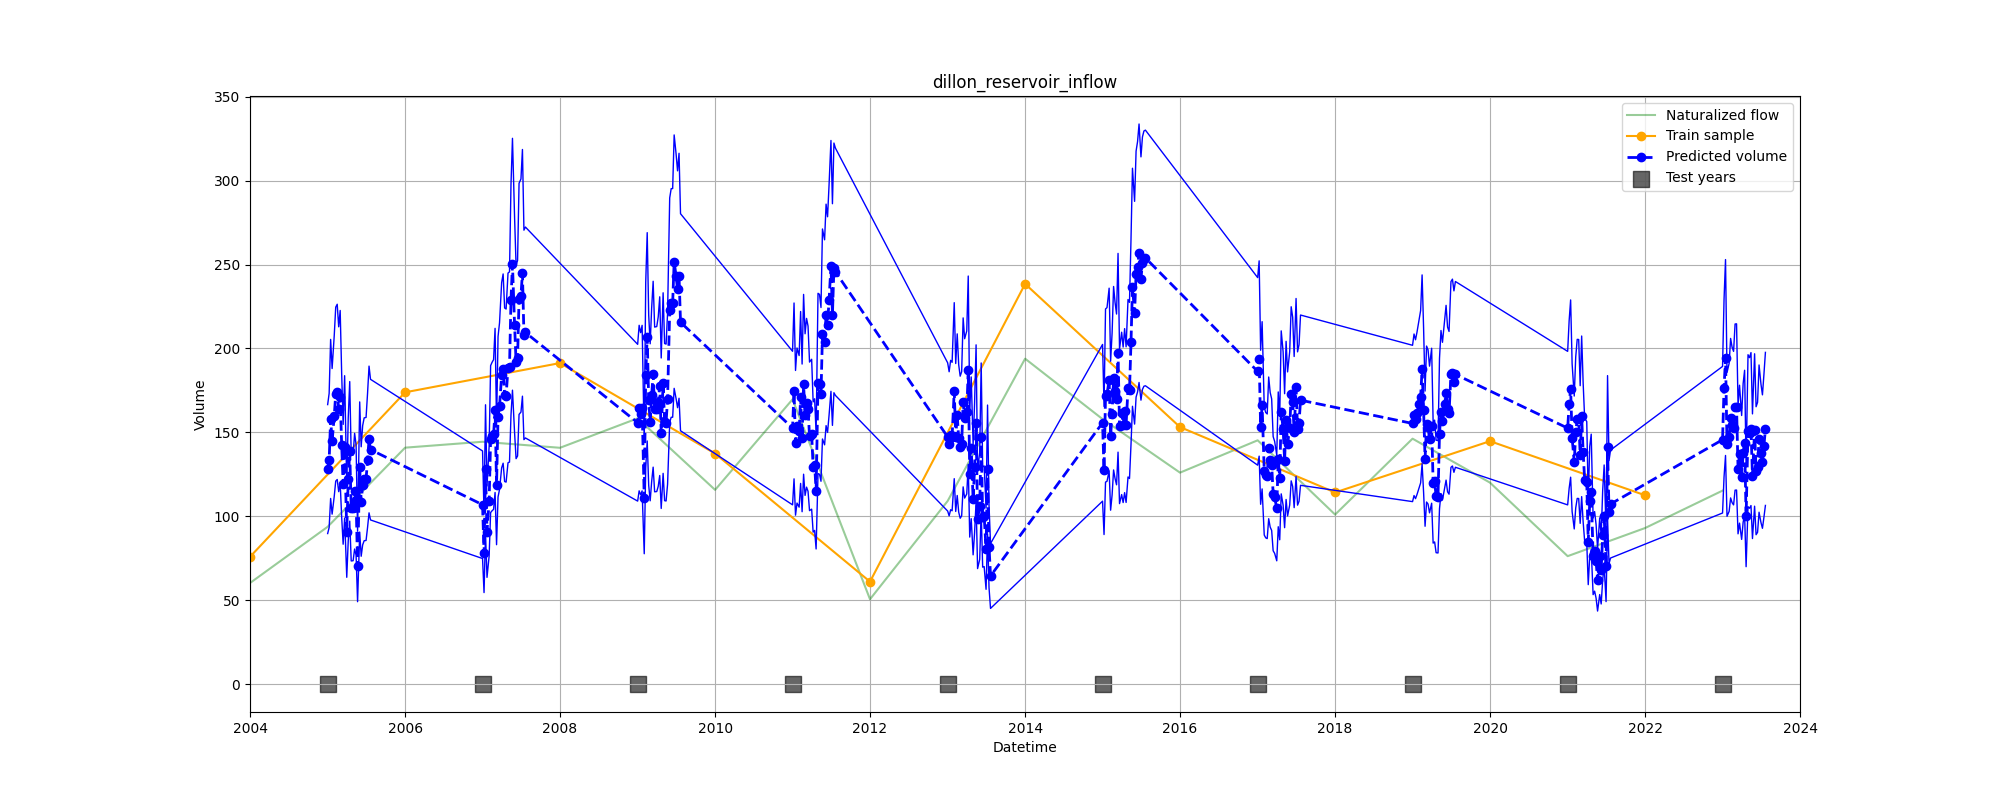 dillon_reservoir_inflow
350
300
250
200
150
100
50
0
Volume
Naturalized flow
Train sample
Predicted volume
Test years
2004 2006 2008 2010 2012 2014 2016 2018 2020 2022 2024
Datetime